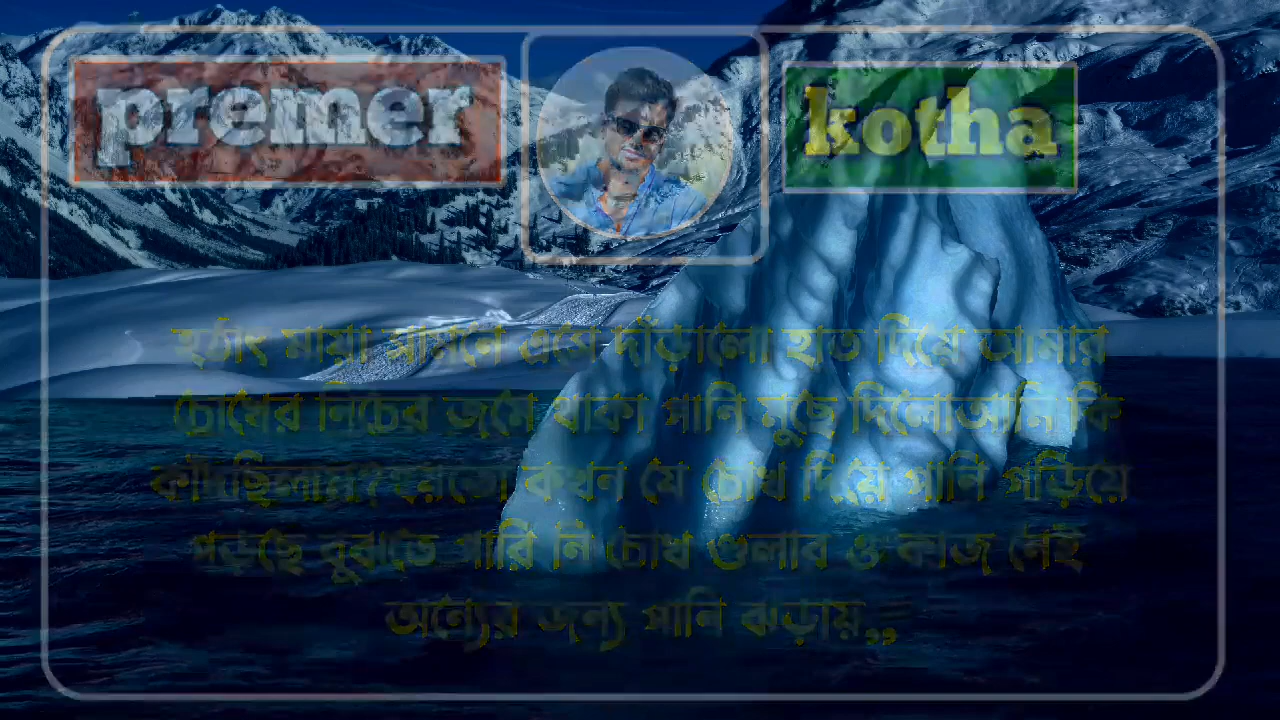 premer
kotha
হঠাৎ মায়া সামনে এসে দাঁড়ালো হাত দিয়ে আমার
চোখের নিচের জমে থাকা পানি মুছে দিলোআমি কি
কাঁদছিলাম?হয়তো কখন যে চোখ দিয়ে পানি গড়িয়ে
পড়ছে বুঝতে পারি নি চোখ গুলার ও কাজ নেই
অন্যের জন্য পানি ঝড়ায়,,